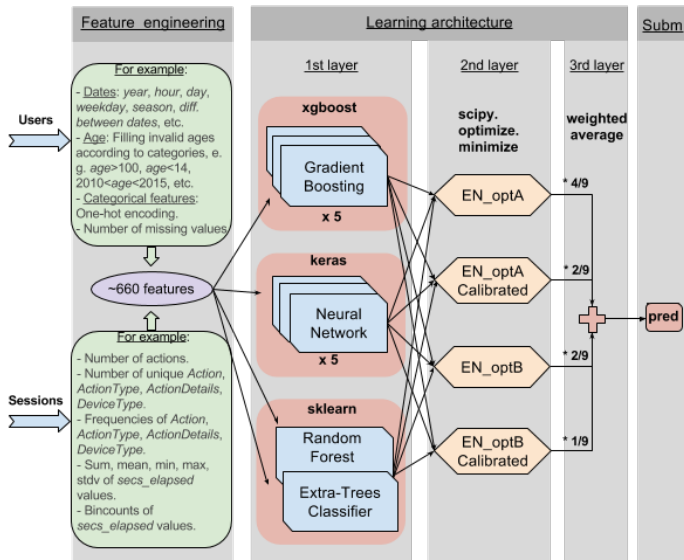 Feature engineering
Learning architecture
Subm
For example:
- Dates: year, hour, day,
weekday, season, diff.
between dates, etc.
- Age: Filling invalid ages
according to categories, e.
g. age>100, age<14,
2010<age<2015, etc.
- Categorical features:
One-hot encoding.
- Number of missing values
Users
~660 features
For example:
- Number of actions.
- Number of unique Action,
ActionType, ActionDetails,
DeviceType.
- Frequencies of Action,
ActionType, ActionDetails,
DeviceType.
- Sum, mean, min, max,
stdv of secs_elapsed
values.
- Bincounts of
secs_elapsed values.
Sessions
1st layer
xgboost
Gradient
Boosting
x 5
keras
Neural
Network
x 5
sklearn
Random
Forest
Extra-Trees
Classifier
2nd layer
scipy.
optimize.
minimize
EN_optA
EN_optA
Calibrated
EN_optB
EN_optB
Calibrated
3rd layer
weighted
average
* 4/9
* 2/9
* 2/9
* 1/9
pred